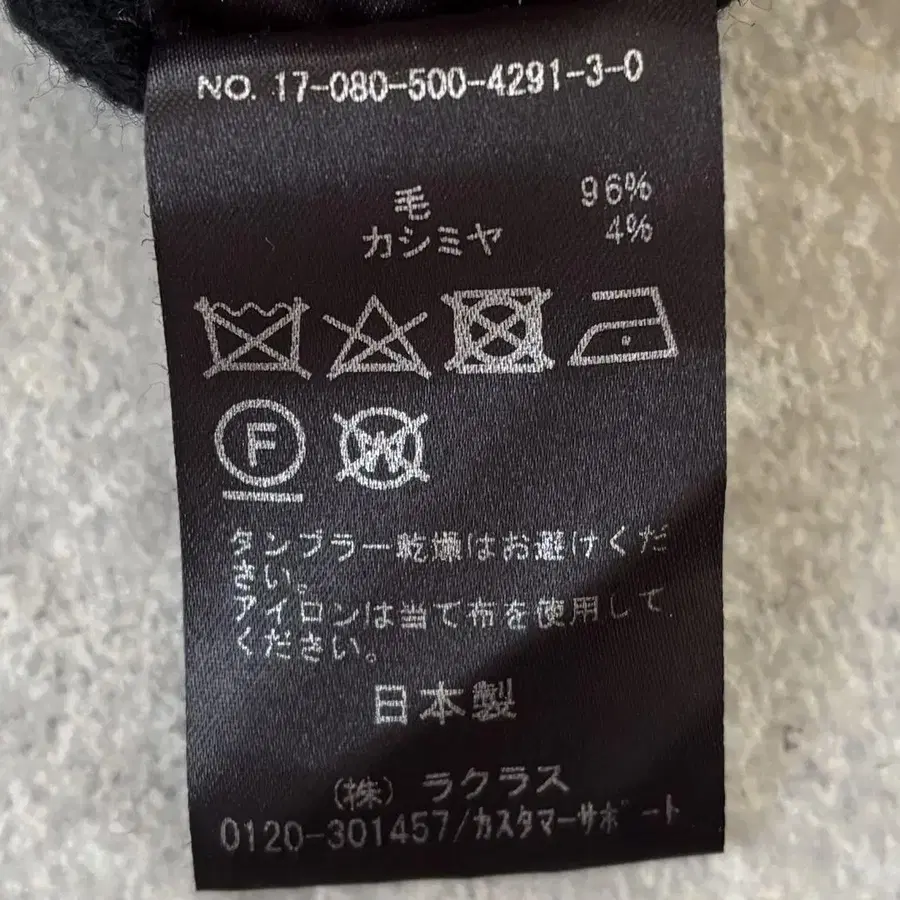 NO. 17-080-500-4291-3-0
毛 96%
カシミヤ 4%
F
W
タンブラー乾燥はお避けくだ
さい。
アイロンは当て布を使用して
ください。
日本製
(株) ラクラス
0120-301457/カスタマーサポート